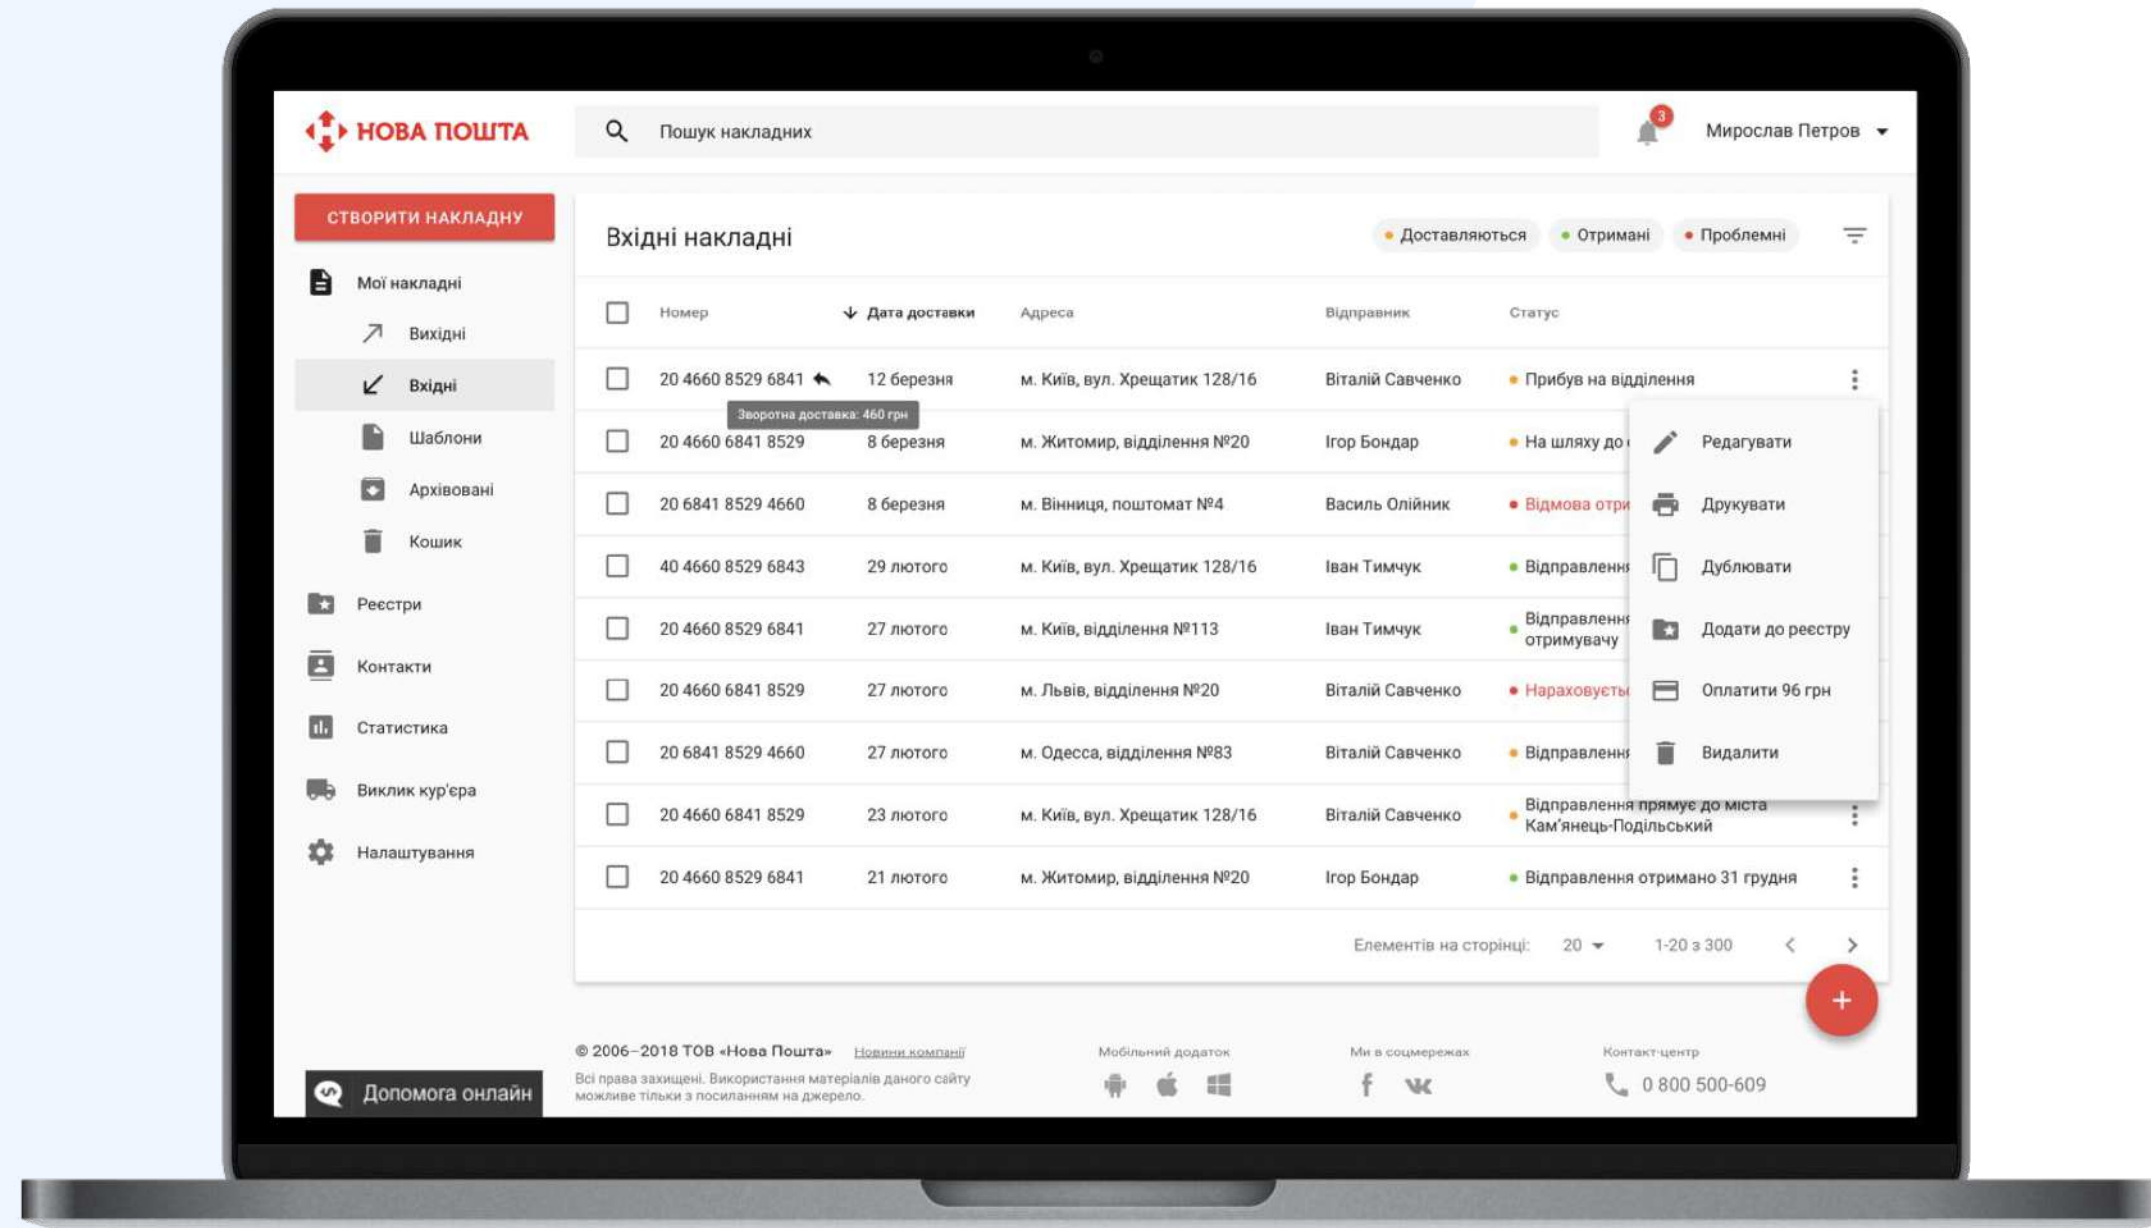 НОВА ПОШТА
Пошук накладних
3
Мирослав Петров
СТВОРИТИ НАКЛАДНУ
Мої накладні
Вихідні
Вхідні
Шаблони
Архівовані
Кошик
Реєстри
Контакти
Статистика
Виклик кур'єра
Налаштування
Допомога онлайн
Вхідні накладні
Доставляються Отримані Проблемні
Номер Дата доставки Адреса Відправник Статус
20 4660 8529 6841 12 березня м. Київ, вул. Хрещатик 128/16 Віталій Савченко Прибув на відділення
Зворотна доставка: 460 грн
20 4660 6841 8529 8 березня м. Житомир, відділення №20 Ігор Бондар На шляху до
20 6841 8529 4660 8 березня м. Вінниця, поштомат №4 Василь Олійник Відмова
40 4660 8529 6843 29 лютого м. Київ, вул. Хрещатик 128/16 Іван Тимчук
20 4660 8529 6841 27 лютого м. Київ, відділення №113 Іван Тимчук
отримувачу
20 4660 6841 8529 27 лютого м. Львів, відділення №20 Віталій Савченко
20 6841 8529 4660 27 лютого м. Одесса, відділення №83 Віталій Савченко
20 4660 6841 8529 23 лютого м. Київ, вул. Хрещатик 128/16 Віталій Савченко Відправлення прямує до міста
Кам'янець-Подільський
20 4660 8529 6841 21 лютого м. Житомир, відділення №20 Ігор Бондар Відправлення отримано 31 грудня
Редагувати
Друкувати
Дублювати
Додати до реєстру
Оплатити 96 грн
Видалити
Елементів на сторінці: 20 1-20 з 300
+
© 2006–2018 ТОВ «Нова Пошта» Новини компанії
Всі права захищені. Використання матеріалів даного сайту
можливе тільки з посиланням на джерело.
Мобільний додаток
Ми в соцмережах
Контакт-центр
0 800 500-609